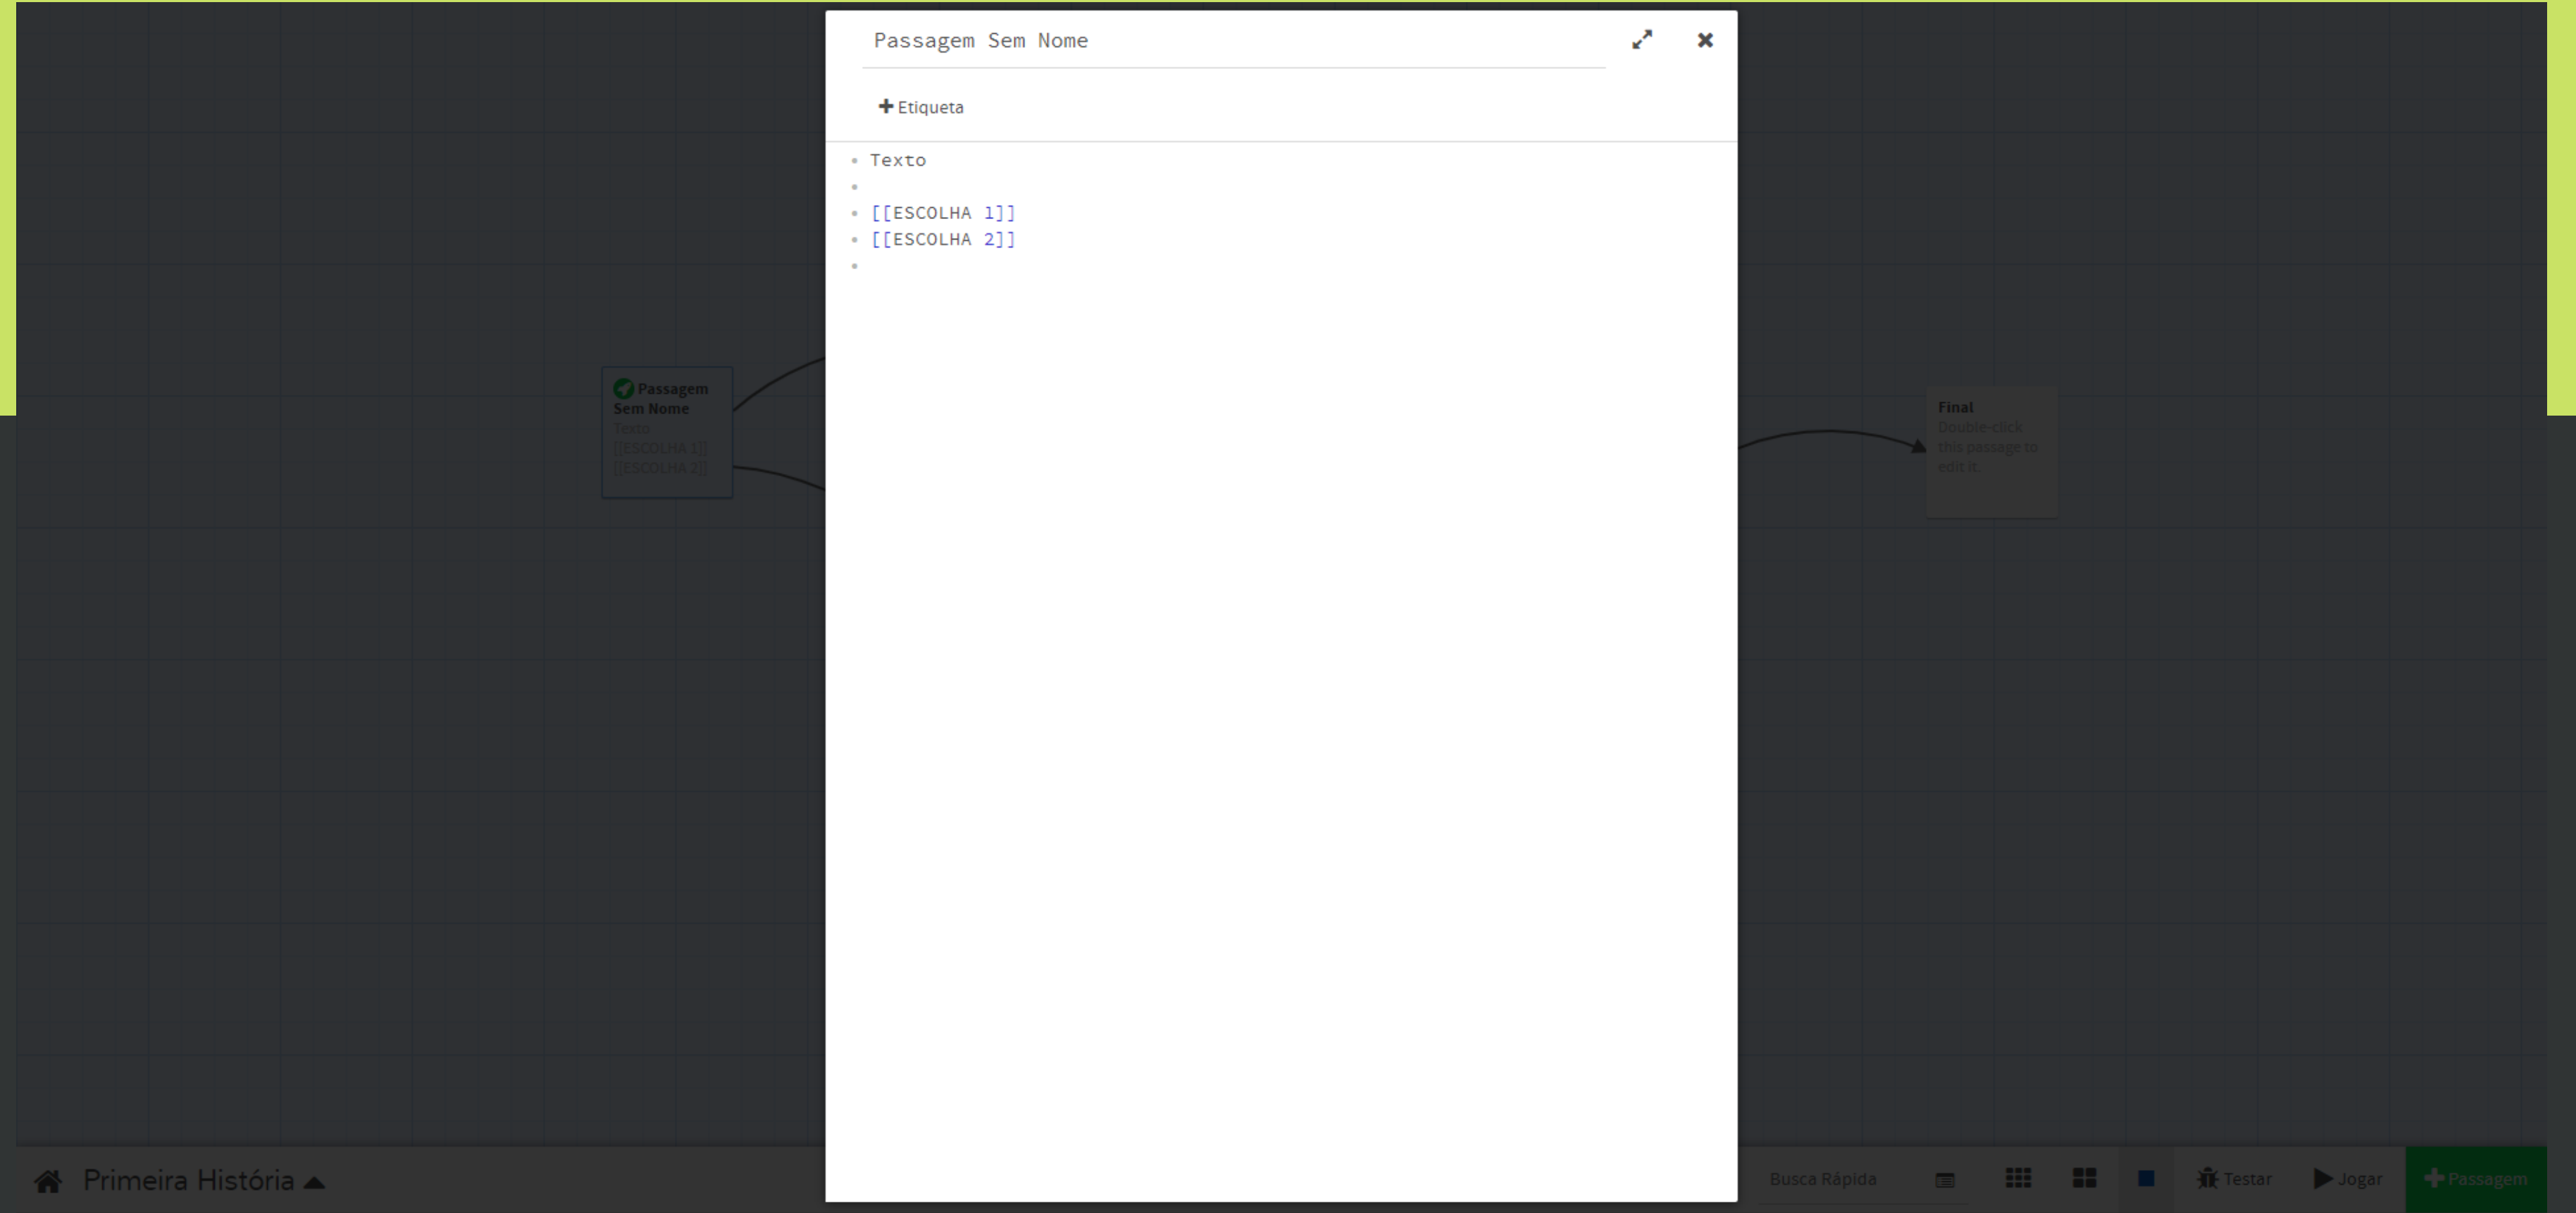 Passagem Sem Nome
Etiqueta
Texto
[[ESCOLHA 1]]
[[ESCOLHA 2]]
Passagem
Sem Nome
Texto
[[ESCOLHA 1]]
[[ESCOLHA 2]]
Final
Double-click
this passage to
edit it.
Primeira História
Busca Rápida
Testar
Jogar
Passagem